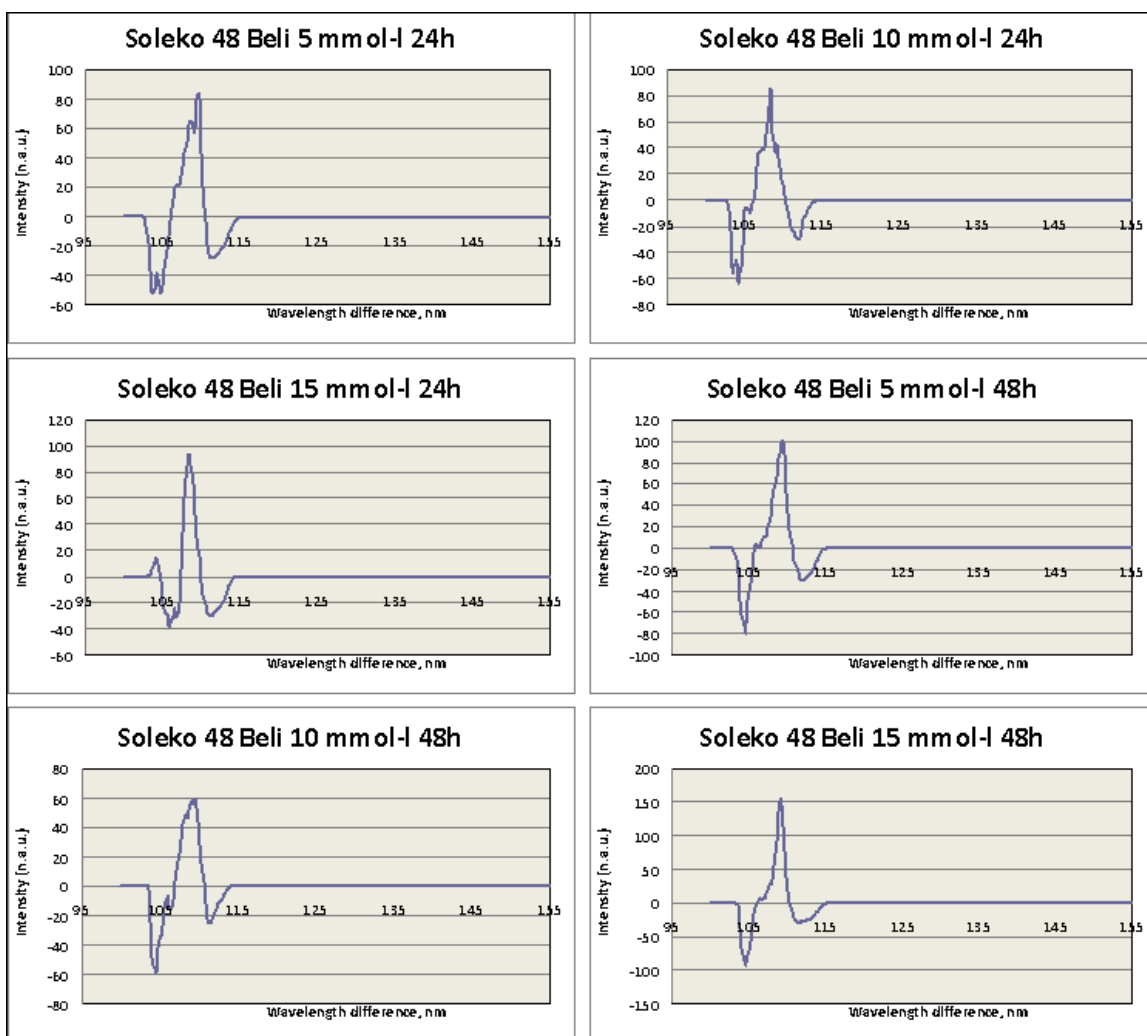 Soleko 48 Beli 5 mmol-l 24h
Intensity [n.a.u.]
100
80
60
40
20
0
-20
-40
-60
95 105 115 125 135 145 155
Wavelength difference, nm
Soleko 48 Beli 10 mmol-l 24h
Intensity [n.a.u.]
100
80
60
40
20
0
-20
-40
-60
-80
95 105 115 125 135 145 155
Wavelength difference, nm
Soleko 48 Beli 15 mmol-l 24h
Intensity [n.a.u.]
120
100
80
60
40
20
0
-20
-40
-60
95 105 115 125 135 145 155
Wavelength difference, nm
Soleko 48 Beli 5 mmol-l 48h
Intensity [n.a.u.]
120
100
80
60
40
20
0
-20
-40
-60
-80
-100
95 105 115 125 135 145 155
Wavelength difference, nm
Soleko 48 Beli 10 mmol-l 48h
Intensity [n.a.u.]
80
60
40
20
0
-20
-40
-60
-80
95 105 115 125 135 145 155
Wavelength difference, nm
Soleko 48 Beli 15 mmol-l 48h
Intensity [n.a.u.]
200
150
100
50
0
-50
-100
-150
95 105 115 125 135 145 155
Wavelength difference, nm